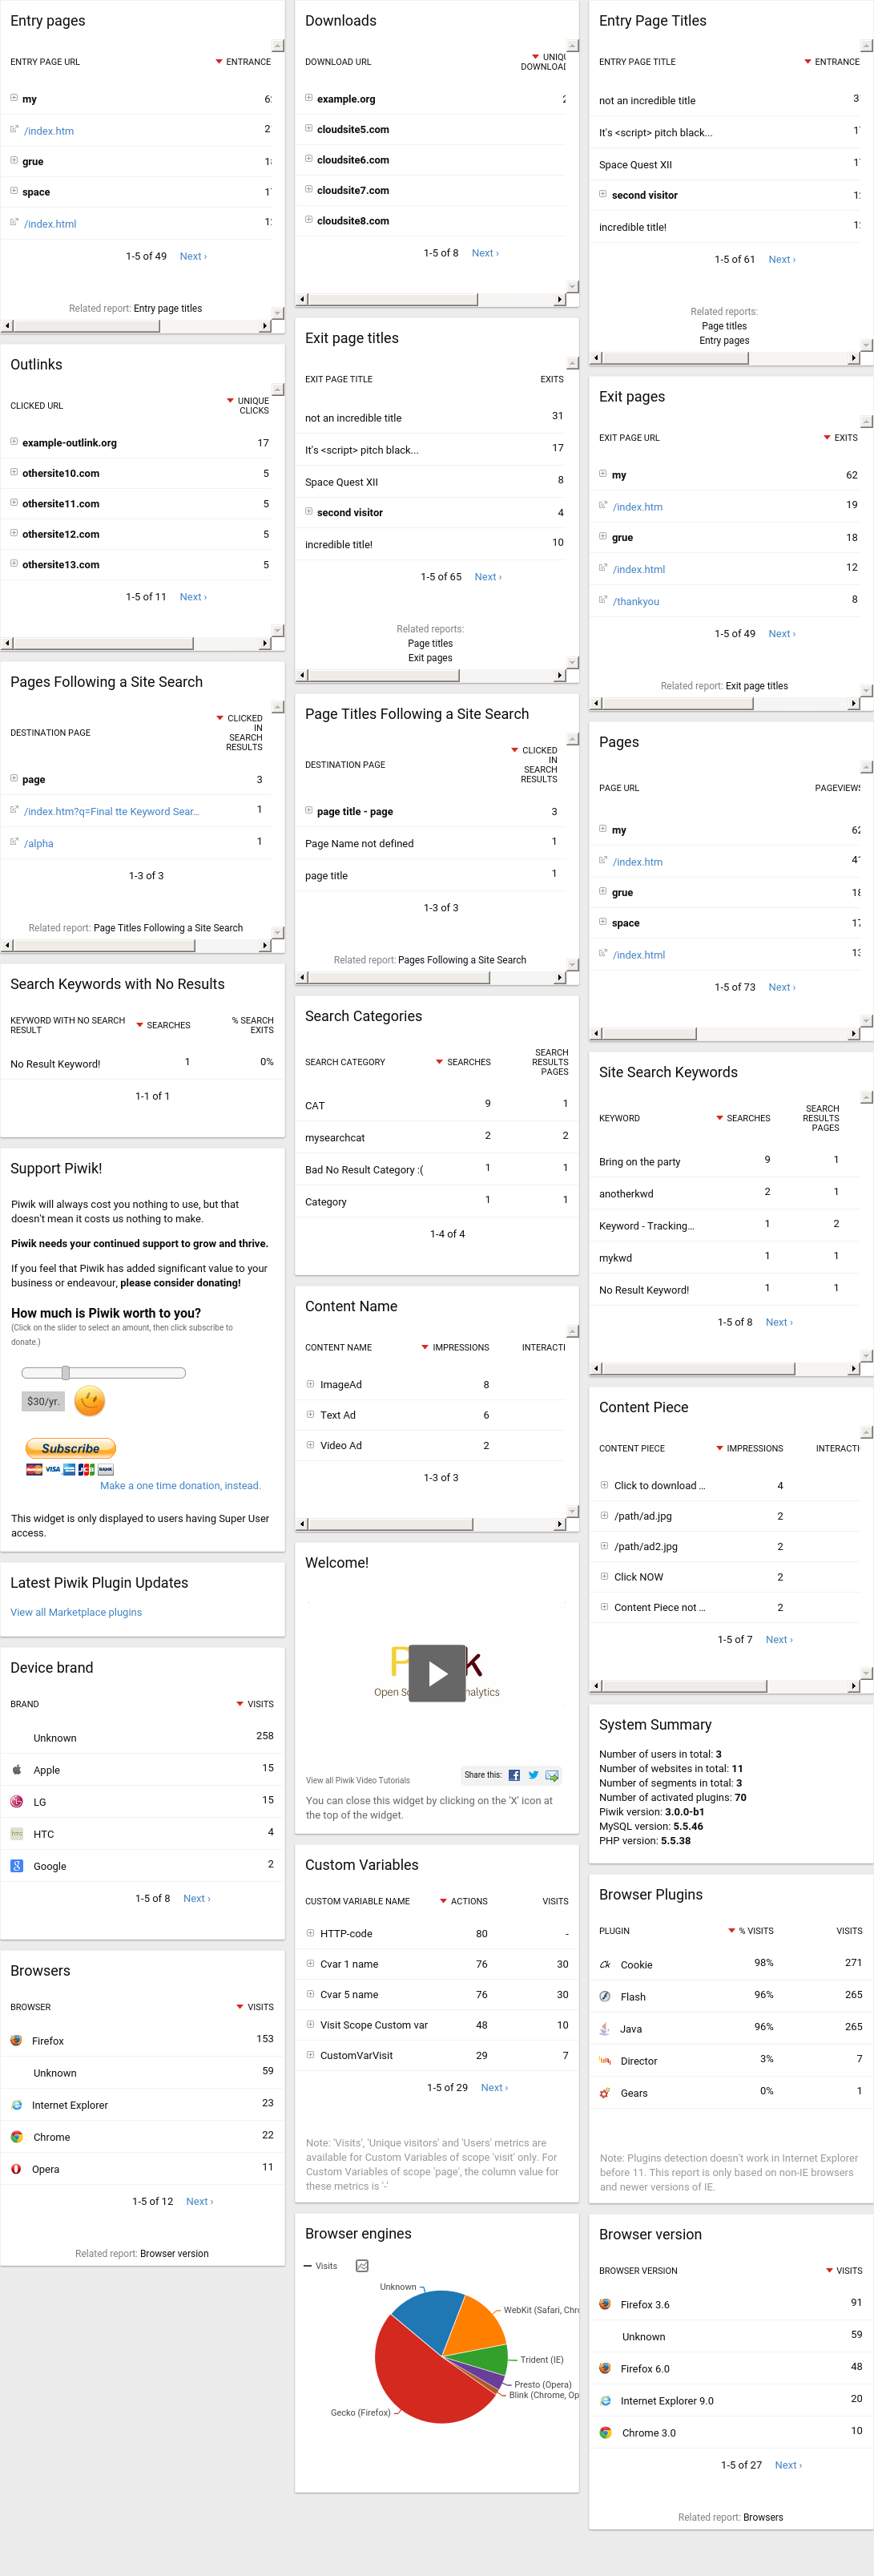 Entry pages
ENTRY PAGE URL ENTRANCE
my
/index.htm
grue
space
/index.html
1-5 of 49 Next ›
Related report: Entry page titles
Outlinks
CLICKED URL UNIQUE
CLICKS
example-outlink.org 17
othersite10.com 5
othersite11.com 5
othersite12.com 5
othersite13.com 5
1-5 of 11 Next ›
Pages Following a Site Search
DESTINATION PAGE CLICKED
IN
SEARCH
RESULTS
page 3
/index.htm?q=Final tte Keyword Sear... 1
/alpha 1
1-3 of 3
Related report: Page Titles Following a Site Search
Search Keywords with No Results
KEYWORD WITH NO SEARCH
RESULT SEARCHES % SEARCH
EXITS
No Result Keyword! 1 0%
1-1 of 1
Support Piwik!
Piwik will always cost you nothing to use, but that
doesn't mean it costs us nothing to make.
Piwik needs your continued support to grow and thrive.
If you feel that Piwik has added significant value to your
business or endeavour, please consider donating!
How much is Piwik worth to you?
(Click on the slider to select an amount, then click subscribe to
donate.)
$30/yr.
Subscribe
VISA BANK
Make a one time donation, instead.
This widget is only displayed to users having Super User
access.
Latest Piwik Plugin Updates
View all Marketplace plugins
Device brand
BRAND VISITS
Unknown 258
Apple 15
LG 15
HTC 4
Google 2
1-5 of 8 Next ›
Browsers
BROWSER VISITS
Firefox 153
Unknown 59
Internet Explorer 23
Chrome 22
Opera 11
1-5 of 12 Next ›
Related report: Browser version
Downloads
DOWNLOAD URL UNIQU
DOWNLOAD
example.org
cloudsite5.com
cloudsite6.com
cloudsite7.com
cloudsite8.com
1-5 of 8 Next ›
Exit page titles
EXIT PAGE TITLE EXITS
not an incredible title 31
It's <script> pitch black... 17
Space Quest XII 8
second visitor 4
incredible title! 10
1-5 of 65 Next ›
Related reports:
Page titles
Exit pages
Page Titles Following a Site Search
DESTINATION PAGE CLICKED
IN
SEARCH
RESULTS
page title - page 3
Page Name not defined 1
page title 1
1-3 of 3
Related report: Pages Following a Site Search
Search Categories
SEARCH CATEGORY SEARCHES SEARCH
RESULTS
PAGES
CAT 9 1
mysearchcat 2 2
Bad No Result Category :( 1 1
Category 1 1
1-4 of 4
Content Name
CONTENT NAME IMPRESSIONS INTERACTI
ImageAd 8
Text Ad 6
Video Ad 2
1-3 of 3
Welcome!
P k
Open So nalytics
View all Piwik Video Tutorials Share this:
You can close this widget by clicking on the 'X' icon at
the top of the widget.
Custom Variables
CUSTOM VARIABLE NAME ACTIONS VISITS
HTTP-code 80 -
Cvar 1 name 76 30
Cvar 5 name 76 30
Visit Scope Custom var 48 10
CustomVarVisit 29 7
1-5 of 29 Next ›
Note: 'Visits', 'Unique visitors' and 'Users' metrics are
available for Custom Variables of scope 'visit' only. For
Custom Variables of scope 'page', the column value for
these metrics is '-'
Browser engines
Visits
Unknown
WebKit (Safari, Chro
Trident (IE)
Presto (Opera)
Blink (Chrome, Op
Gecko (Firefox)
Entry Page Titles
ENTRY PAGE TITLE ENTRANCE
not an incredible title
It's <script> pitch black...
Space Quest XII
second visitor
incredible title!
1-5 of 61 Next ›
Related reports:
Page titles
Entry pages
Exit pages
EXIT PAGE URL EXITS
my 62
/index.htm 19
grue 18
/index.html 12
/thankyou 8
1-5 of 49 Next ›
Related report: Exit page titles
Pages
PAGE URL PAGEVIEWS
my 62
/index.htm
grue 18
space 17
/index.html 13
1-5 of 73 Next ›
Site Search Keywords
KEYWORD SEARCHES SEARCH
RESULTS
PAGES
Bring on the party 9 1
anotherkwd 2 1
Keyword - Tracking... 1 2
mykwd 1 1
No Result Keyword! 1 1
1-5 of 8 Next ›
Content Piece
CONTENT PIECE IMPRESSIONS INTERACTI
Click to download ... 4
/path/ad.jpg 2
/path/ad2.jpg 2
Click NOW 2
Content Piece not ... 2
1-5 of 7 Next ›
System Summary
Number of users in total: 3
Number of websites in total: 11
Number of segments in total: 3
Number of activated plugins: 70
Piwik version: 3.0.0-b1
MySQL version: 5.5.46
PHP version: 5.5.38
Browser Plugins
PLUGIN % VISITS VISITS
Cookie 98% 271
Flash 96% 265
Java 96% 265
Director 3% 7
Gears 0% 1
Note: Plugins detection doesn't work in Internet Explorer
before 11. This report is only based on non-IE browsers
and newer versions of IE.
Browser version
BROWSER VERSION VISITS
Firefox 3.6 91
Unknown 59
Firefox 6.0 48
Internet Explorer 9.0 20
Chrome 3.0 10
1-5 of 27 Next ›
Related report: Browsers